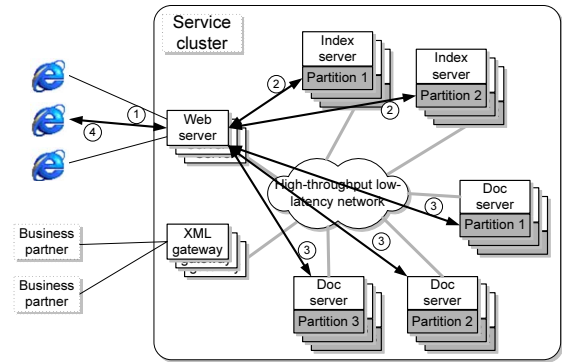 Service
cluster
Index
server
Partition 1
Index
server
Partition 2
2
2
1
4
Web
server
High-throughput low-
latency network
Doc
server
Partition 1
3
3
3
XML
gateway
gateway
Business
partner
Business
partner
Doc
server
Partition 3
Doc
server
Partition 2